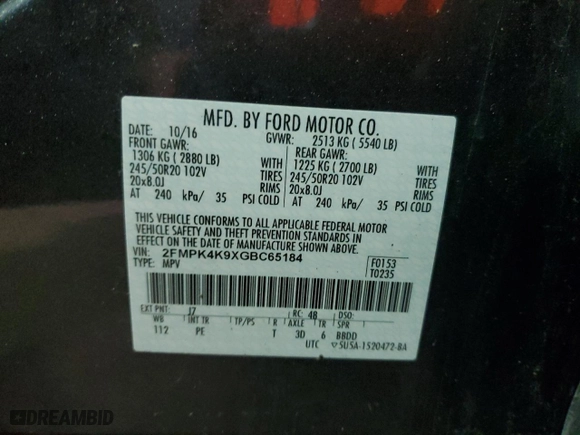 MFD. BY FORD MOTOR CO.
10/16 GVWR: 2513 KG ( 5540 LB)
FRONT GAWR: REAR GAWR:
1306 KG ( 2880 LB) WITH 1225 KG ( 2700 LB) WITH
245/50R20 102V TIRES 245/50R20 102V TIRES
20x8.0J RIMS 20x8.0J RIMS
AT 240 kPa/ 35 PSI COLD AT 240 kPa/ 35 PSI COLD
THIS VEHICLE CONFORMS TO ALL APPLICABLE FEDERAL MOTOR
VEHICLE SAFETY AND THEFT PREVENTION STANDARDS IN
EFFECT ON THE DATE OF MANUFACTURE SHOWN ABOVE.
VIN: 2FMPK4K9XGBC65184 F0153
TYPE: MPV T0235
EXT PNT: J7 RC: 48 DSO:
WB INT TR TP/PS R AXLE TR SPR
112 PE T 3D 6 BBDD
UTC ▽5U5A-1520472-BA
DREAMBID